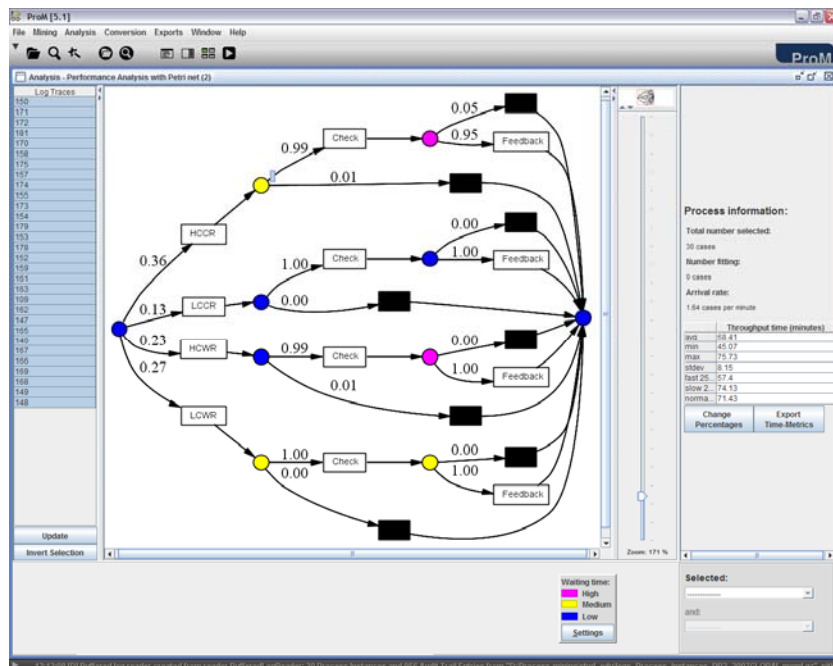 ProM [5.1]
File Mining Analysis Conversion Exports Window Help
ProM
Analysis - Performance Analysis with Petri net (2)
Log Traces
150
171
172
181
170
158
175
157
174
155
173
154
179
153
178
152
159
151
163
109
162
147
165
140
167
166
169
168
149
148
Update
Invert Selection
0.05
0.99
Check
0.95
Feedback
0.01
HCCR
0.00
0.36
1.00
Check
1.00
Feedback
0.13
LCCR
0.00
0.23
HCWR
0.99
Check
0.00
0.27
1.00
Feedback
0.01
LCWR
1.00
Check
0.00
0.00
1.00
Feedback
Zoom: 171 %
Process information:
Total number selected:
30 cases
Number fitting:
0 cases
Arrival rate:
1.64 cases per minute
Throughput time (minutes)
avg 68.41
min 45.07
max 75.73
stdev 8.15
fast 25... 57.4
slow 2... 74.13
norma... 71.43
Change Percentages
Export Time-Metrics
Waiting time:
High
Medium
Low
Settings
Selected:
and: